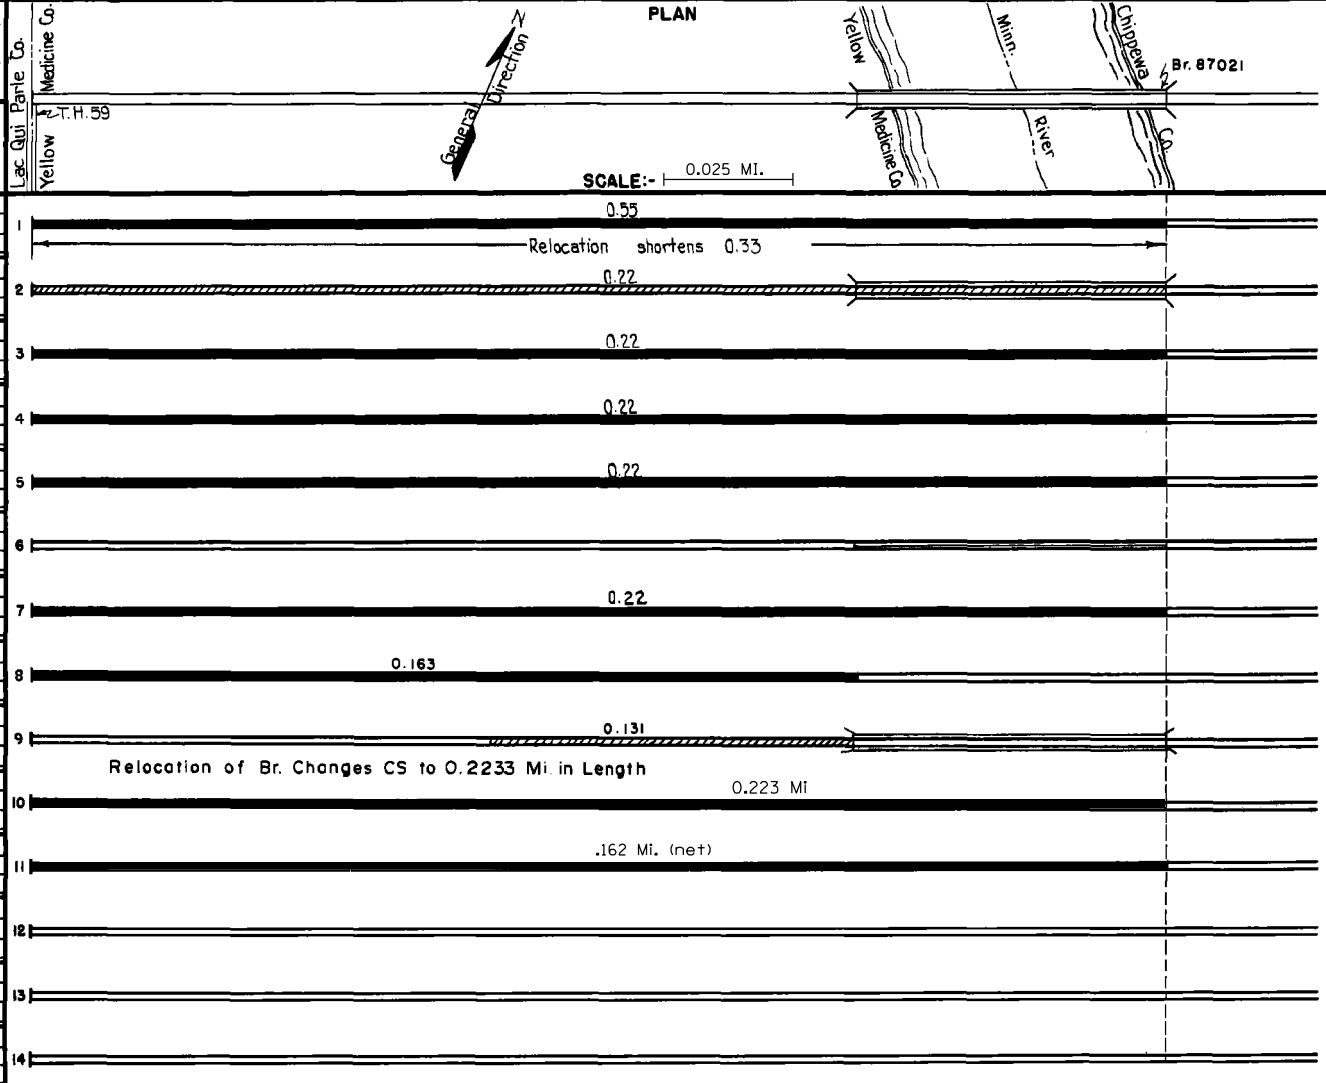 PLAN
Lac Qui Parle Co.
Yellow Medicine Co.
T.H. 59
General Direction
N
Yellow
Medicine Co.
Minn.
River
Chippewa
Co.
Br. 87021
SCALE:- 0.025 MI.
1 0.55
Relocation shortens 0.33
2 0.22
3 0.22
4 0.22
5 0.22
6
7 0.22
8 0.163
9 0.131
Relocation of Br. Changes CS to 0.2233 Mi. in Length
10 0.223 Mi
11 .162 Mi. (net)
12
13
14